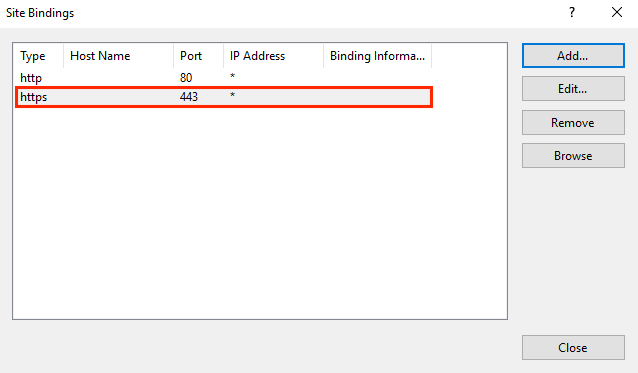 Site Bindings ? ×
Type Host Name Port IP Address Binding Informa... Add...
http 80 *
https 443 * Edit...
Remove
Browse
Close